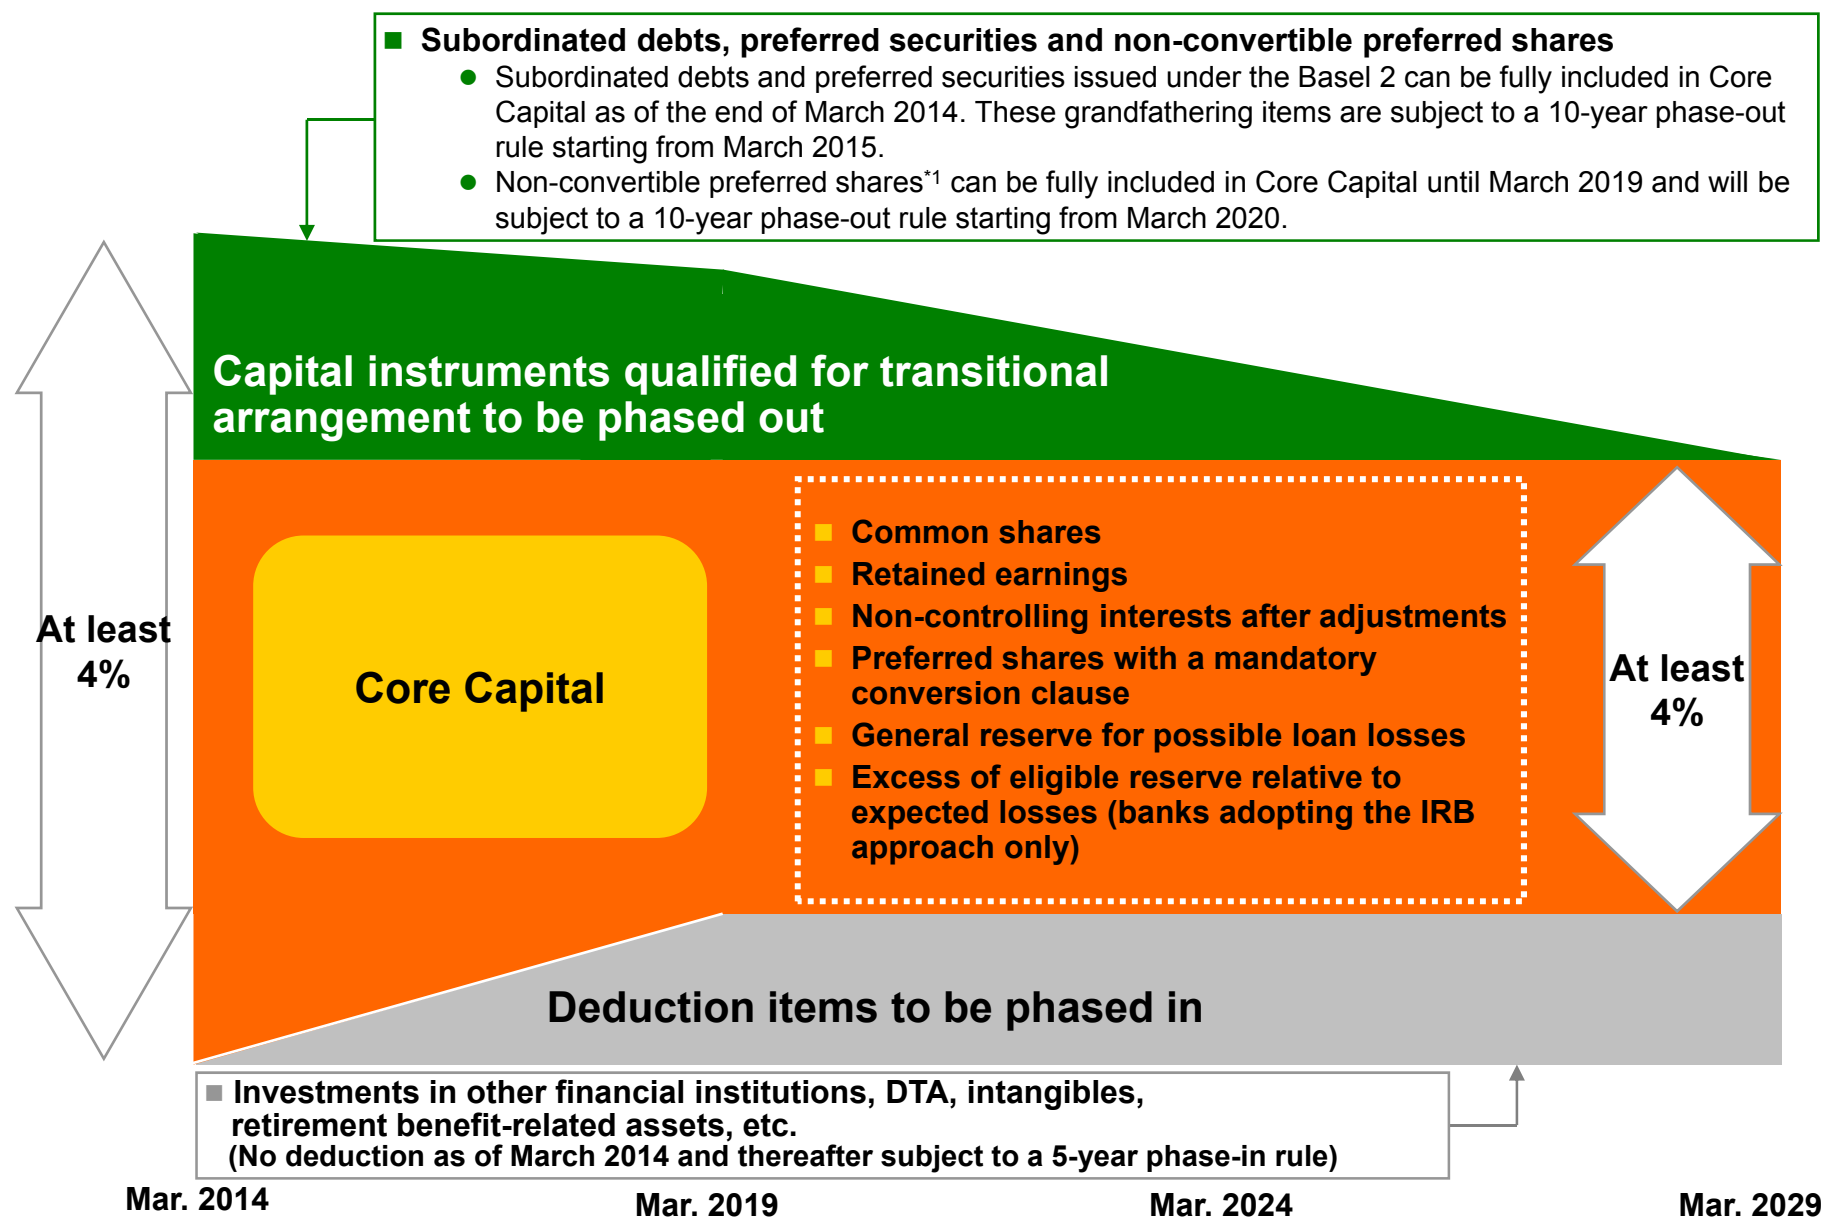 Subordinated debts, preferred securities and non-convertible preferred shares
Subordinated debts and preferred securities issued under the Basel 2 can be fully included in Core
Capital as of the end of March 2014. These grandfathering items are subject to a 10-year phase-out
rule starting from March 2015.
Non-convertible preferred shares*1 can be fully included in Core Capital until March 2019 and will be
subject to a 10-year phase-out rule starting from March 2020.
Capital instruments qualified for transitional
arrangement to be phased out
At least
4%
Core Capital
Common shares
Retained earnings
Non-controlling interests after adjustments
Preferred shares with a mandatory
conversion clause
General reserve for possible loan losses
Excess of eligible reserve relative to
expected losses (banks adopting the IRB
approach only)
At least
4%
Deduction items to be phased in
Investments in other financial institutions, DTA, intangibles,
retirement benefit-related assets, etc.
(No deduction as of March 2014 and thereafter subject to a 5-year phase-in rule)
Mar. 2014
Mar. 2019
Mar. 2024
Mar. 2029